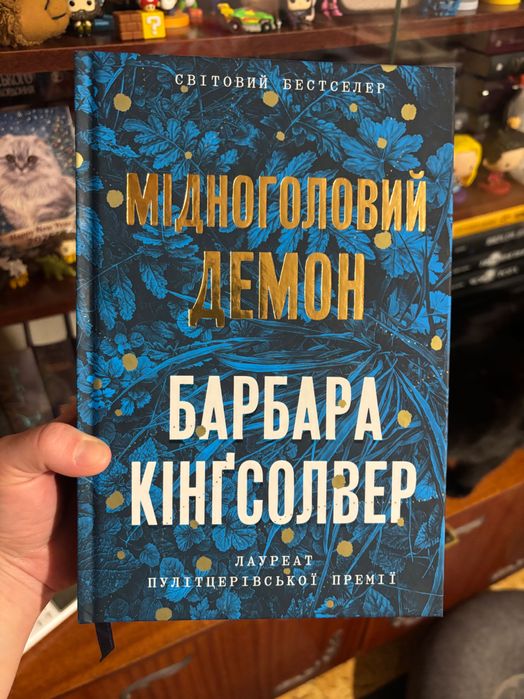 СВІТОВИЙ БЕСТСЕЛЕР
МІДНОГОЛОВИЙ
ДЕМОН
БАРБАРА
КІНҐСОЛВЕР
ЛАУРЕАТ
ПУЛІТЦЕРІВСЬКОЇ ПРЕМІЇ